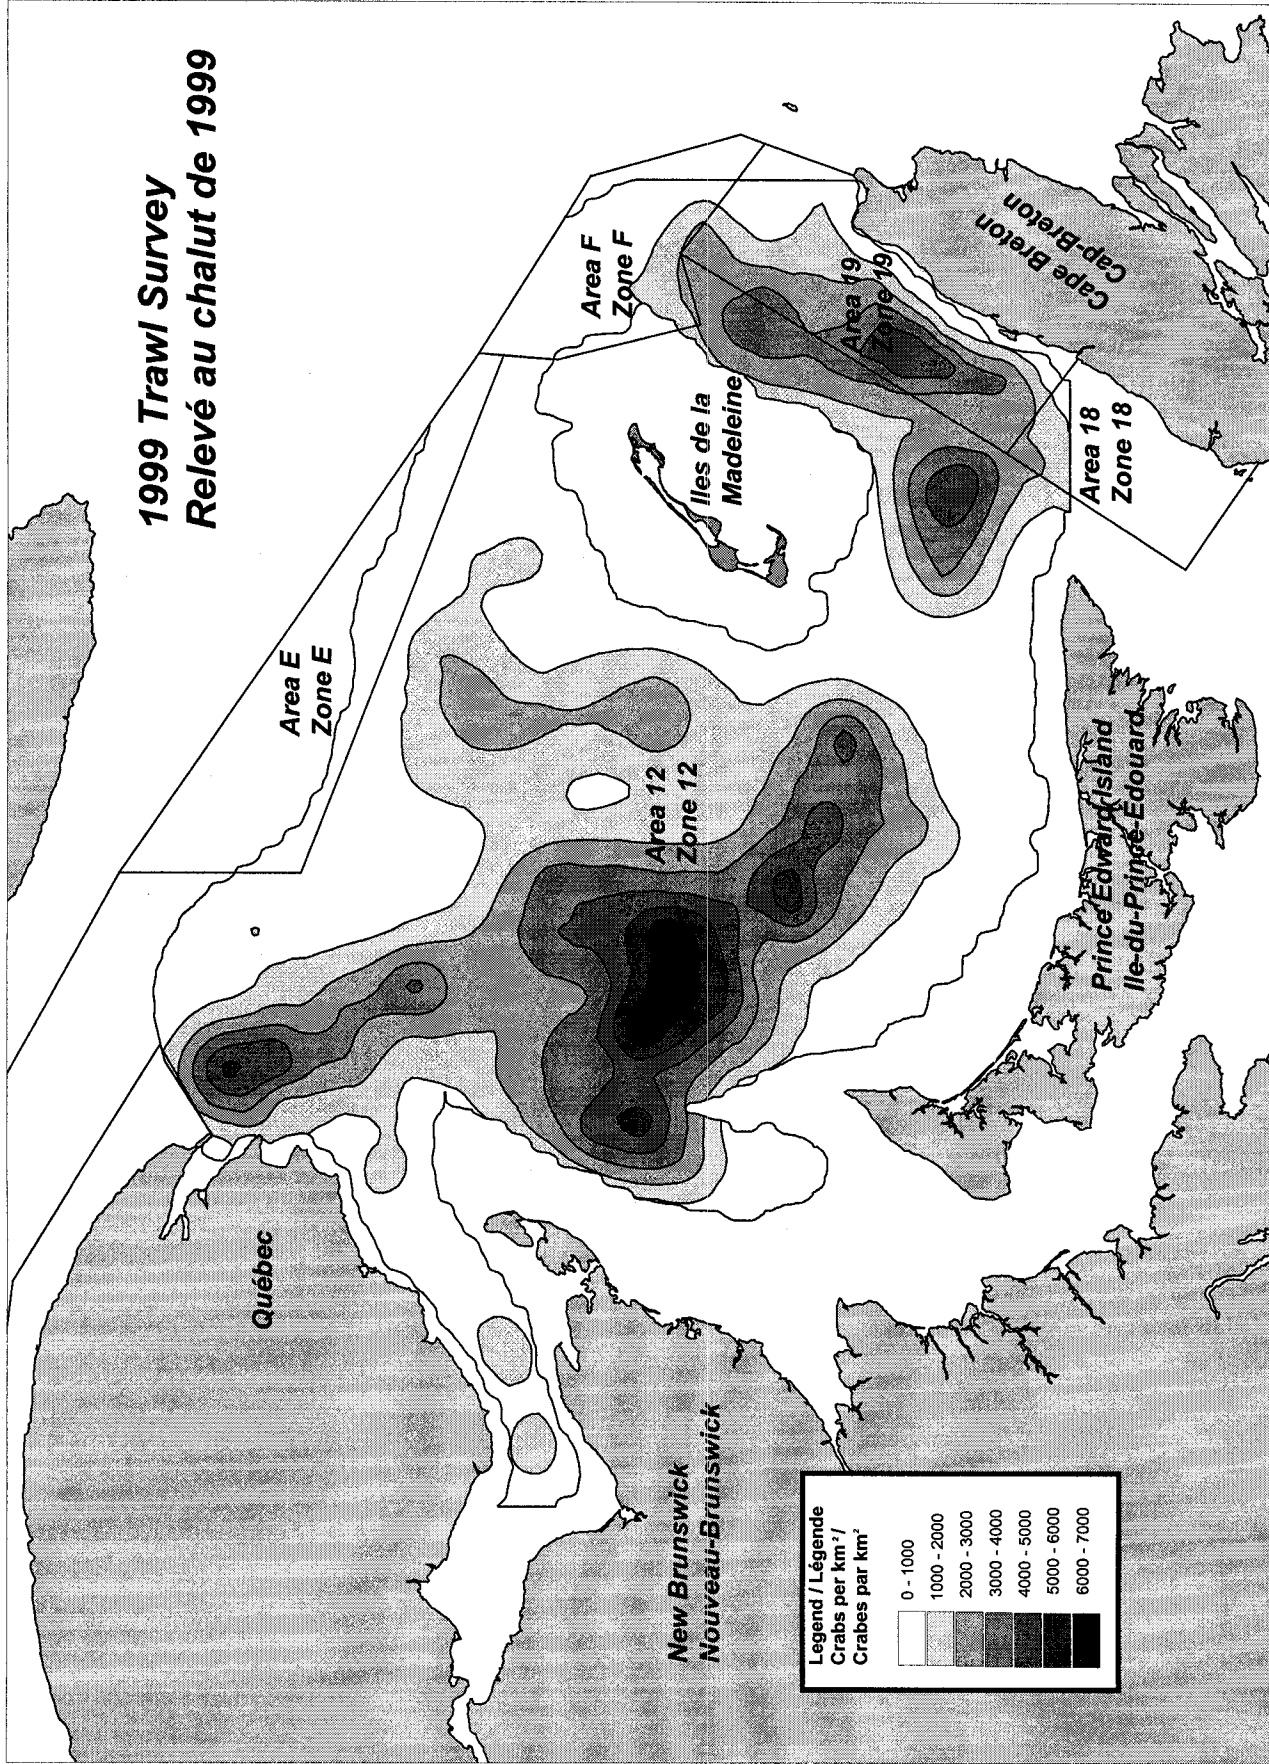 1999 Trawl Survey
Relevé au chalut de 1999
Area E
Zone E
Area F
Zone F
Québec
Area 12
Zone 12
Iles de la
Madeleine
Area 19
Zone 19
Cape Breton
Cap-Breton
Area 18
Zone 18
New Brunswick
Nouveau-Brunswick
Prince Edward Island
Ile-du-Prince-Edouard
Legend / Légende
Crabs per km² /
Crabes par km²
0 - 1000
1000 - 2000
2000 - 3000
3000 - 4000
4000 - 5000
5000 - 6000
6000 - 7000